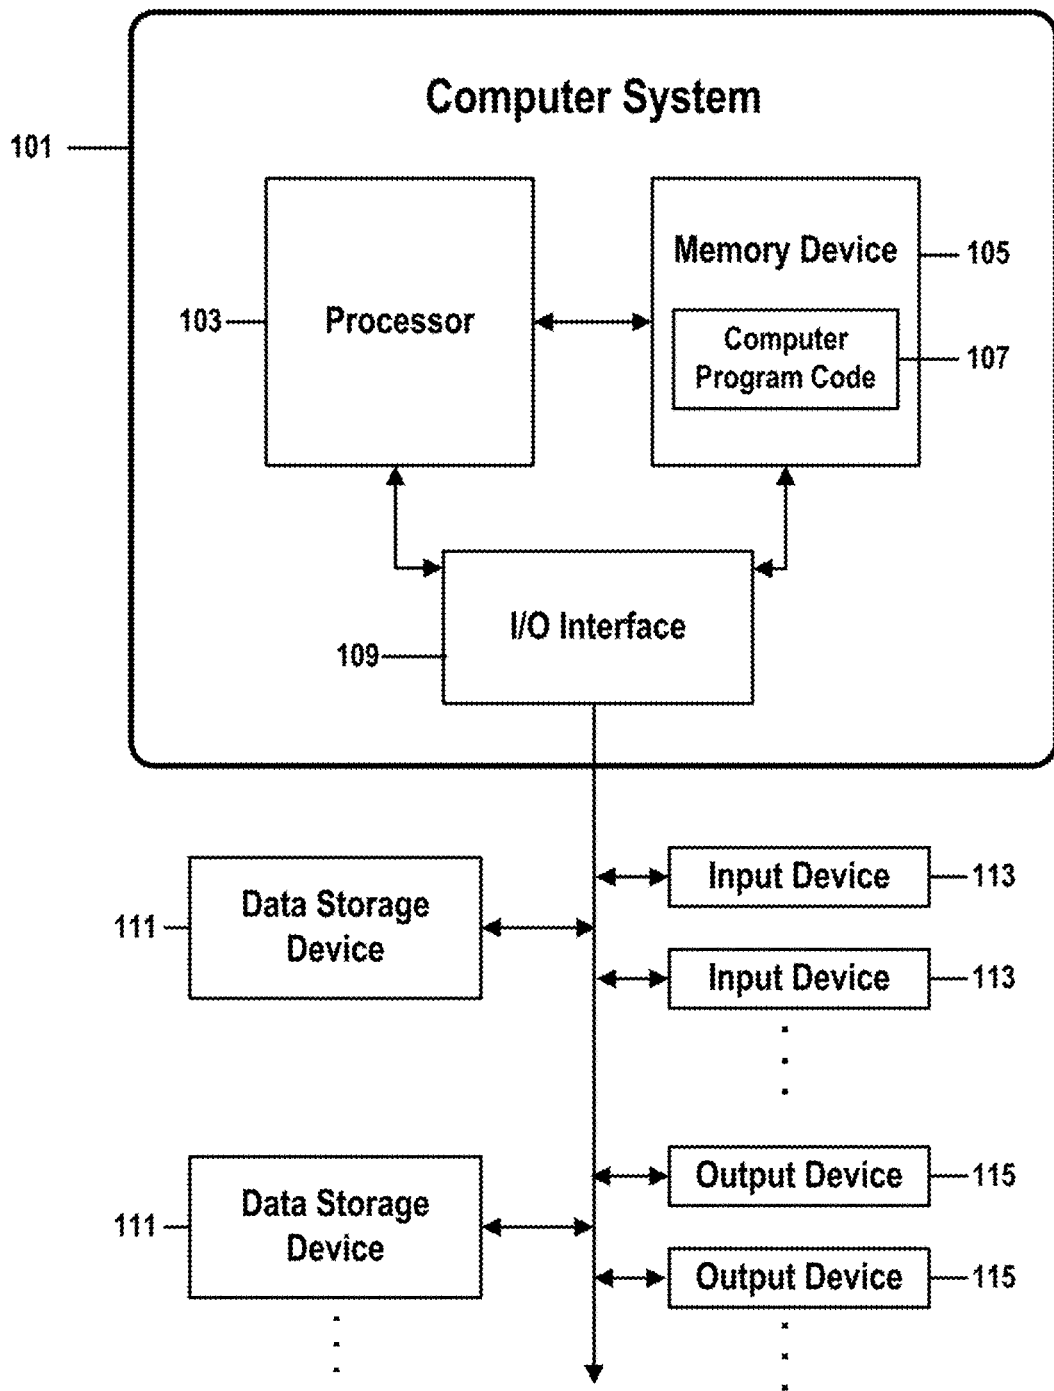 Computer System
101
Memory Device
105
103
Processor
Computer
Program Code
107
I/O Interface
109
Input Device
113
Data Storage
Device
111
Input Device
113
Output Device
115
Data Storage
Device
111
Output Device
115